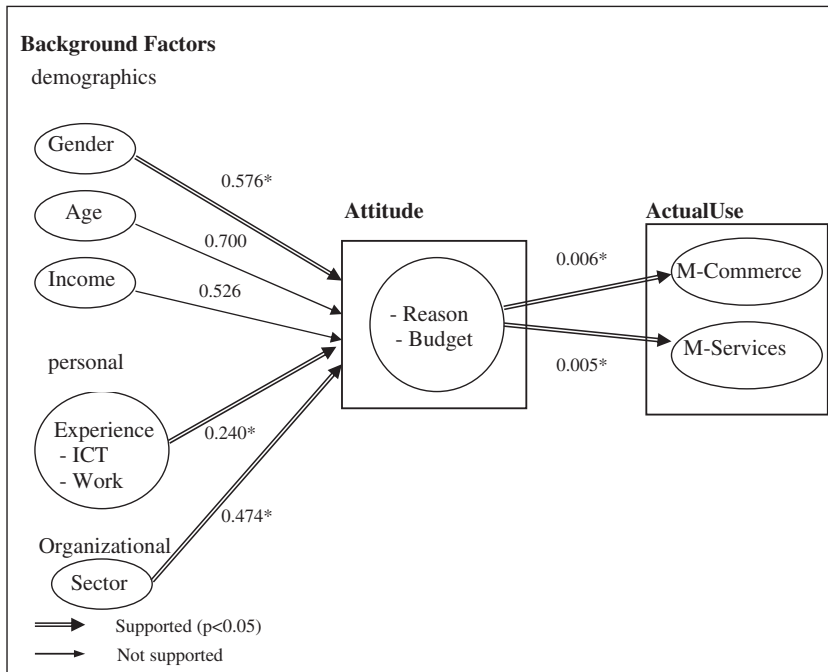 Background Factors
demographics
Gender
0.576*
Age
0.700
Income
0.526
personal
Experience
- ICT
- Work
0.240*
0.474*
Organizational
Sector
Attitude
- Reason
- Budget
0.006*
0.005*
ActualUse
M-Commerce
M-Services
Supported (p<0.05)
Not supported